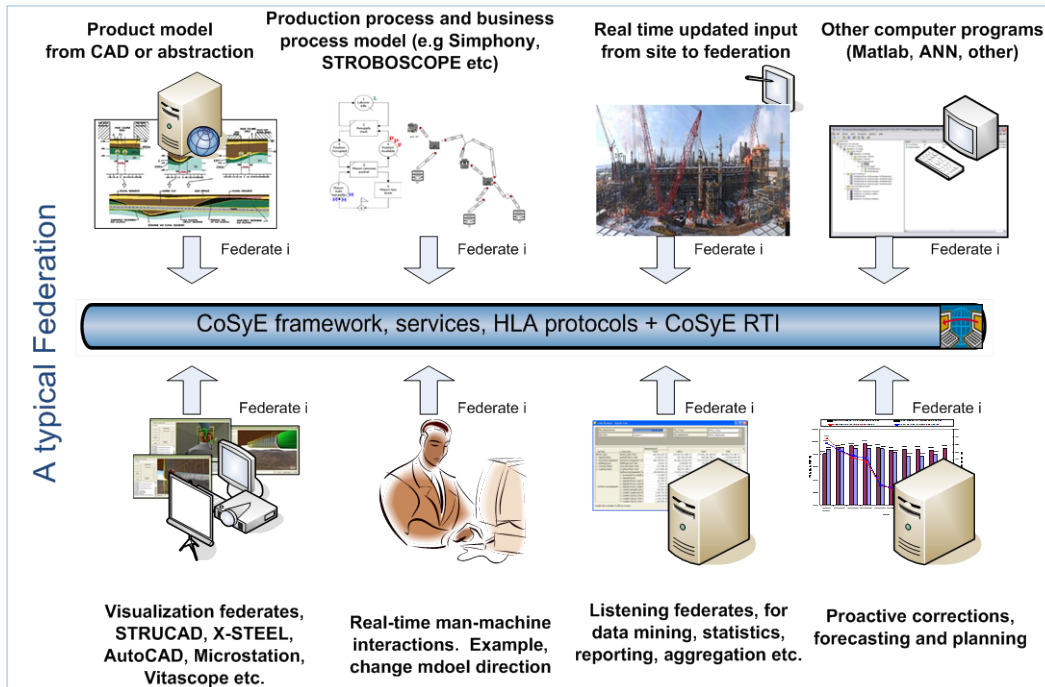 A typical Federation
Product model
from CAD or abstraction
Production process and business
process model (e.g Simphony,
STROBOSCOPE etc)
Real time updated input
from site to federation
Other computer programs
(Matlab, ANN, other)
Federate i
Federate i
Federate i
Federate i
CoSyE framework, services, HLA protocols + CoSyE RTI
Federate i
Federate i
Federate i
Federate i
Visualization federates,
STRUCAD, X-STEEL,
AutoCAD, Microstation,
Vitascope etc.
Real-time man-machine
interactions. Example,
change mdoel direction
Listening federates, for
data mining, statistics,
reporting, aggregation etc.
Proactive corrections,
forecasting and planning